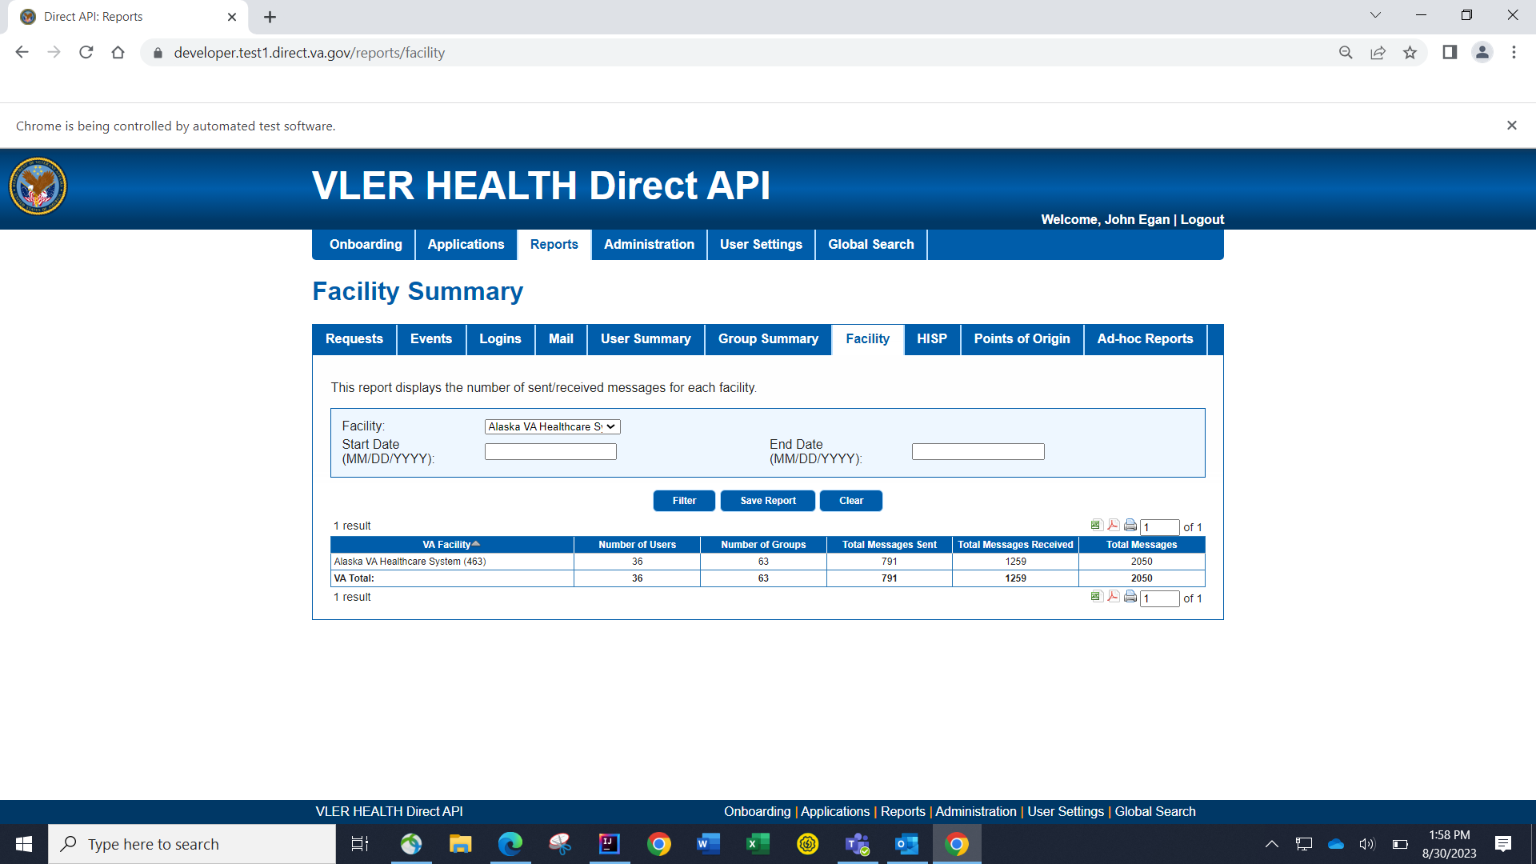 Direct API: Reports
developer.test1.direct.va.gov/reports/facility
Chrome is being controlled by automated test software.
VLER HEALTH Direct API
Welcome, John Egan | Logout
Onboarding Applications Reports Administration User Settings Global Search
Facility Summary
Requests Events Logins Mail User Summary Group Summary Facility HISP Points of Origin Ad-hoc Reports
This report displays the number of sent/received messages for each facility.
Facility: Alaska VA Healthcare S
Start Date End Date
(MM/DD/YYYY): (MM/DD/YYYY):
Filter Save Report Clear
1 result 1 of 1
VA Facility Number of Users Number of Groups Total Messages Sent Total Messages Received Total Messages
Alaska VA Healthcare System (463) 36 63 791 1259 2050
VA Total: 36 63 791 1259 2050
1 result 1 of 1
VLER HEALTH Direct API Onboarding | Applications | Reports | Administration | User Settings | Global Search
Type here to search
1:58 PM
8/30/2023